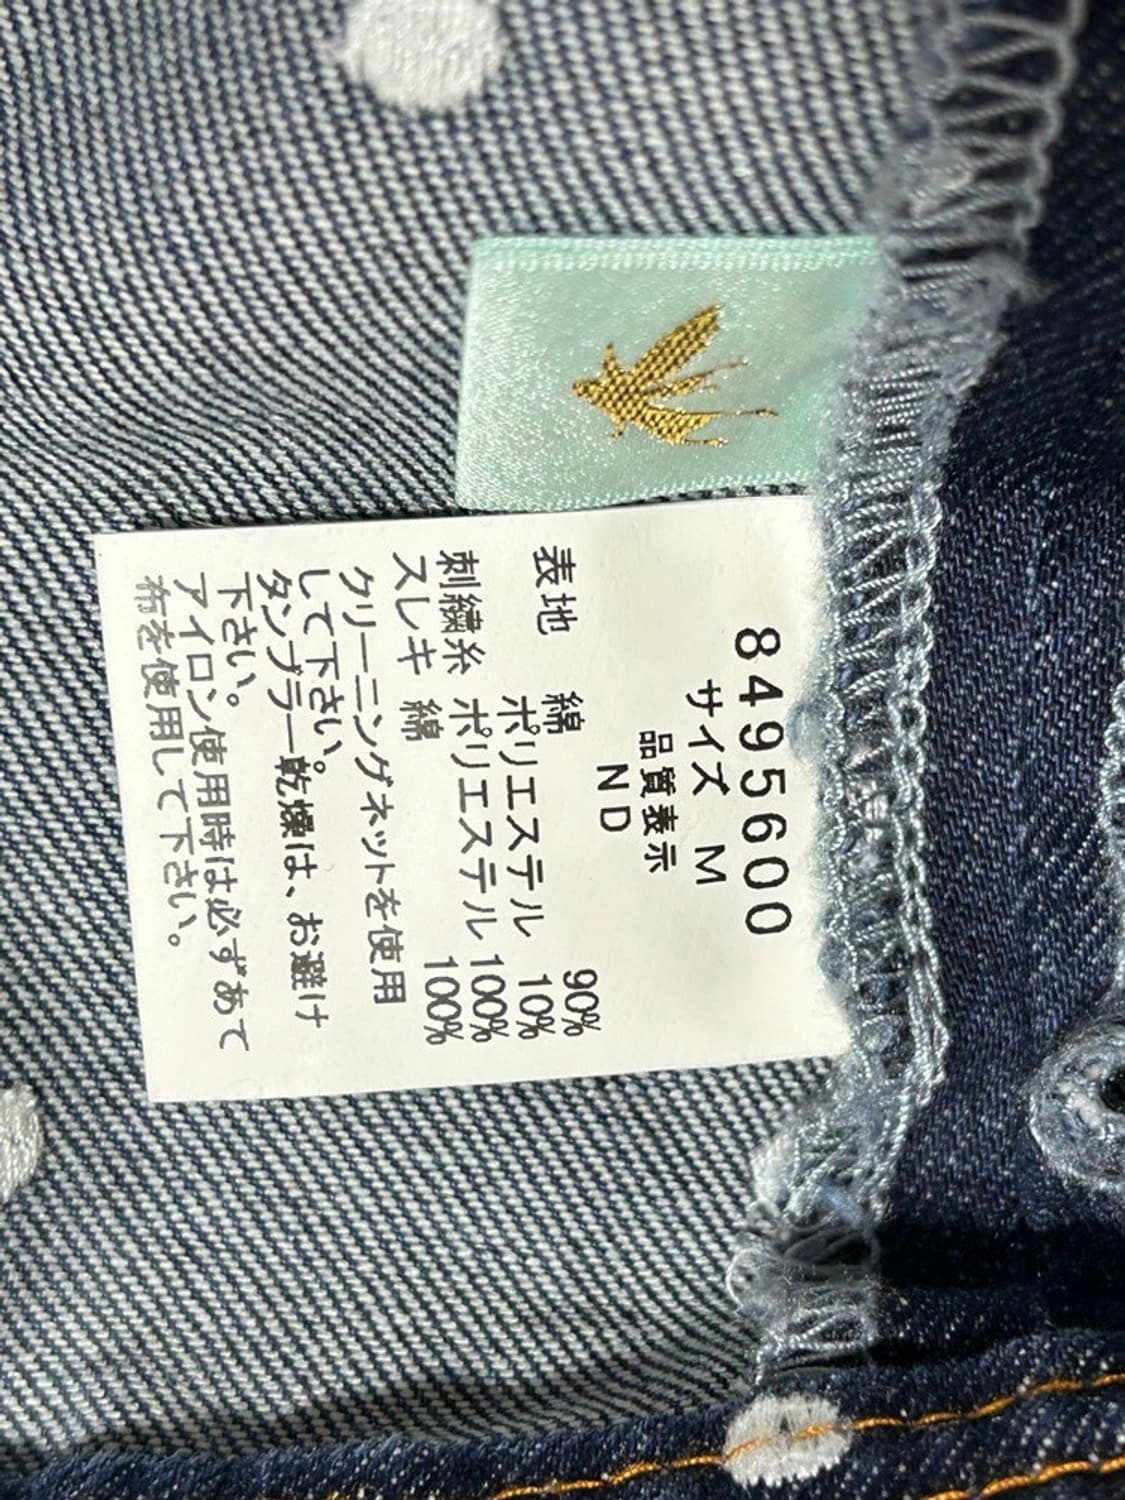 8495600
サイズ M
品質表示
ND
表地 綿 90%
ポリエステル 10%
刺繍糸 ポリエステル 100%
スレキ 綿 100%
クリーニングネットを使用
して下さい。
タンブラー乾燥は、お避け
下さい。
アイロン使用時は必ずあて
布を使用して下さい。